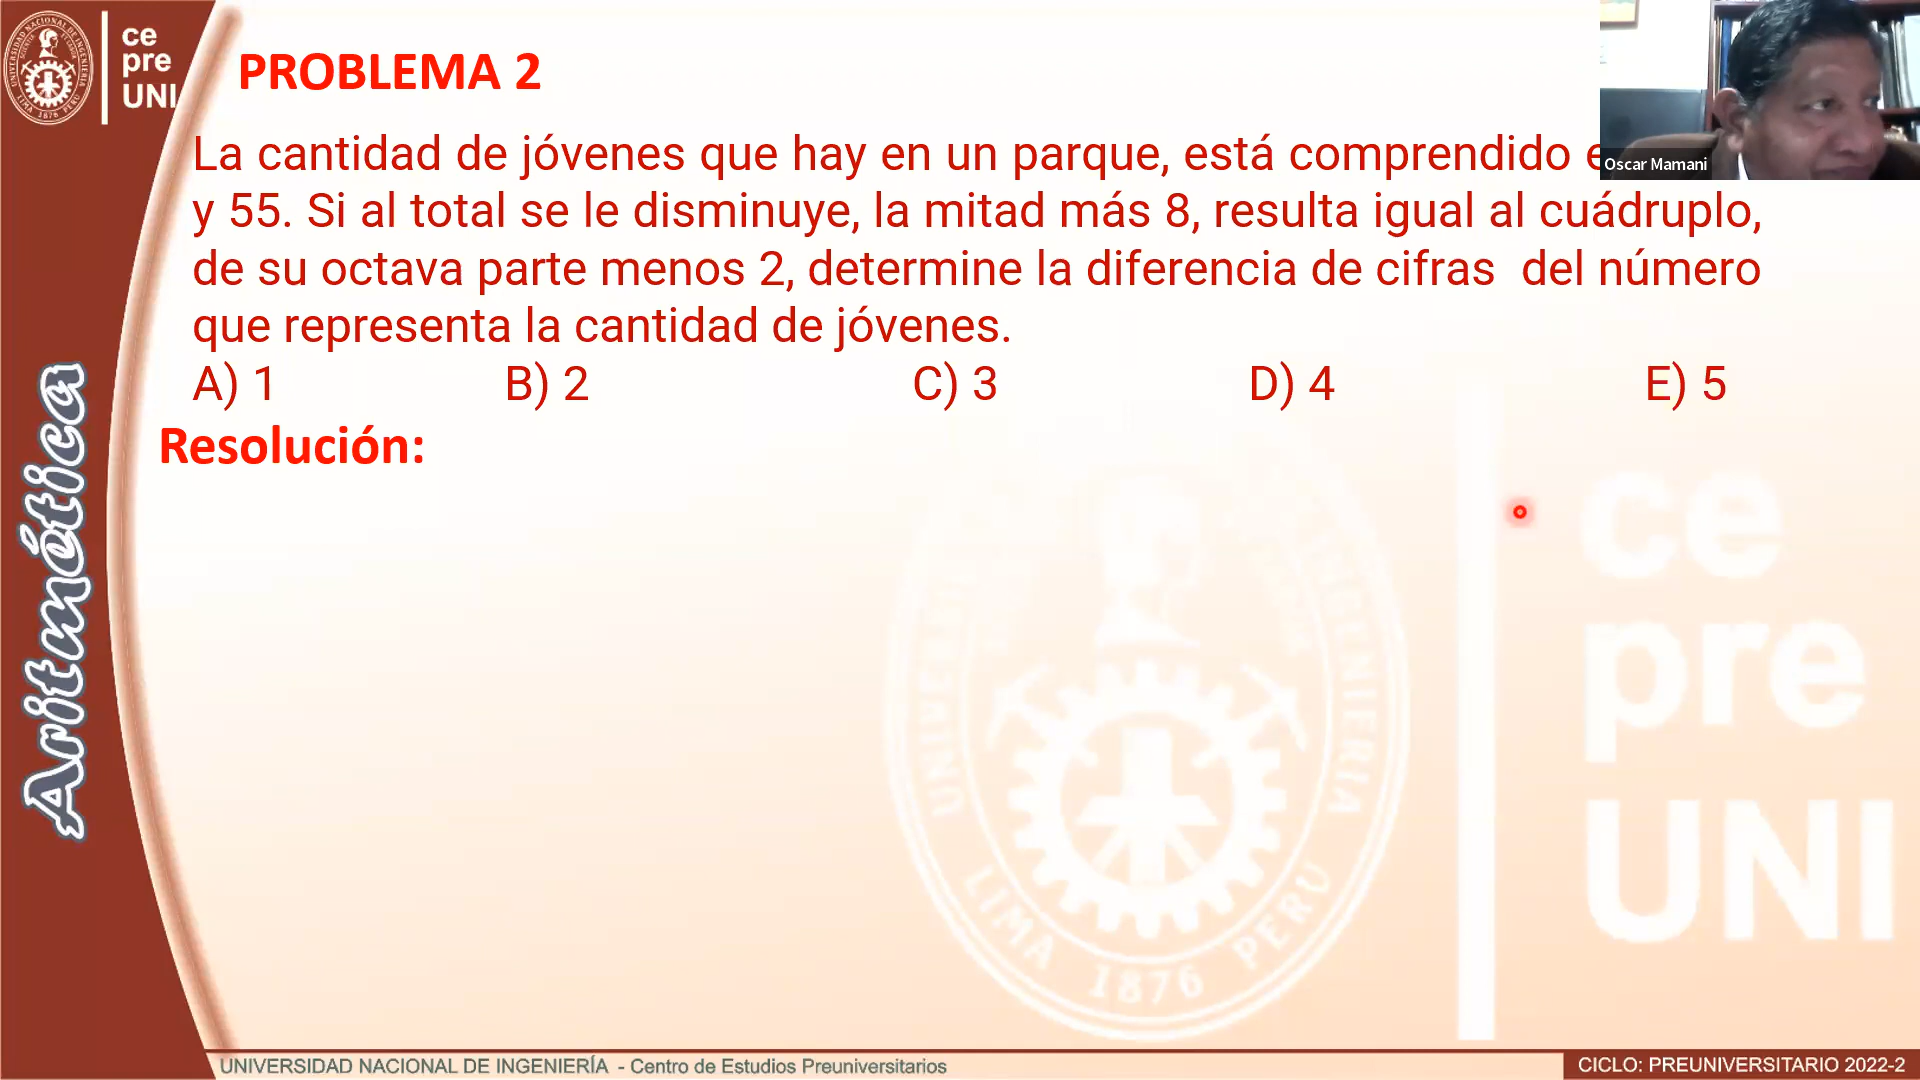 ce
pre
UNI
PROBLEMA 2
Oscar Mamani
La cantidad de jóvenes que hay en un parque, está comprendido
y 55. Si al total se le disminuye, la mitad más 8, resulta igual al cuádruplo,
de su octava parte menos 2, determine la diferencia de cifras del número
que representa la cantidad de jóvenes.
A) 1 B) 2 C) 3 D) 4 E) 5
Resolución:
Aritmética
ce
pre
UNI
LIMA 1876 PERU
UNIVERSIDAD NACIONAL DE INGENIERÍA - Centro de Estudios Preuniversitarios
CICLO: PREUNIVERSITARIO 2022-2